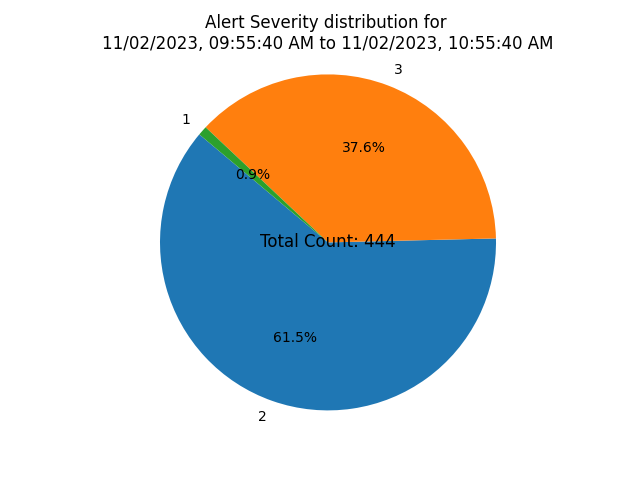 Alert Severity distribution for
11/02/2023, 09:55:40 AM to 11/02/2023, 10:55:40 AM
3
1
37.6%
0.9%
Total Count: 444
61.5%
2